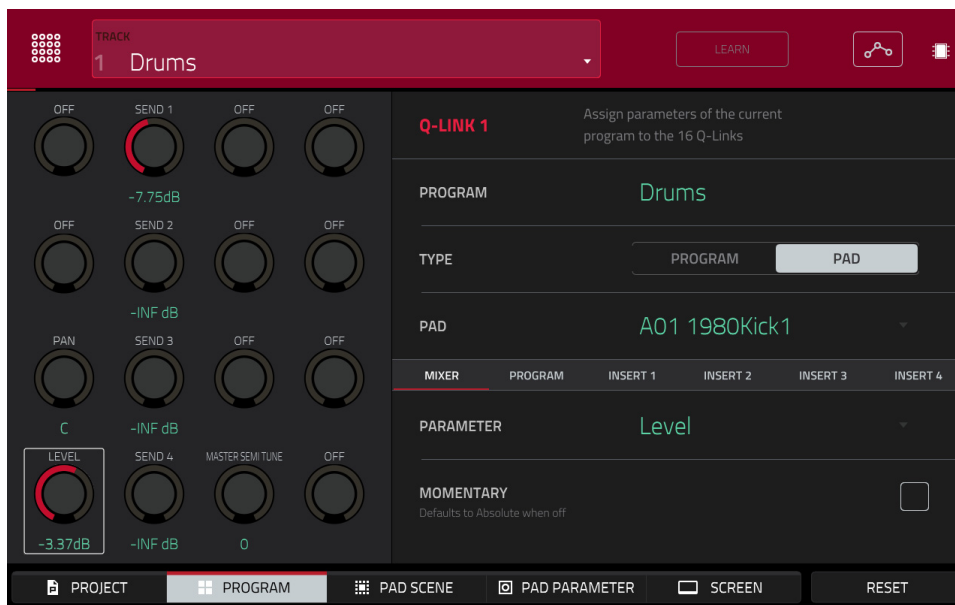 TRACK
1 Drums
LEARN
OFF SEND 1 OFF OFF
-7.75dB
OFF SEND 2 OFF OFF
-INF dB
PAN SEND 3 OFF OFF
C -INF dB
LEVEL SEND 4 MASTER SEMI TUNE OFF
-3.37dB -INF dB 0
Q-LINK 1
Assign parameters of the current
program to the 16 Q-Links
PROGRAM Drums
TYPE PROGRAM PAD
PAD A01 1980Kick1
MIXER PROGRAM INSERT 1 INSERT 2 INSERT 3 INSERT 4
PARAMETER Level
MOMENTARY
Defaults to Absolute when off
PROJECT PROGRAM PAD SCENE PAD PARAMETER SCREEN RESET